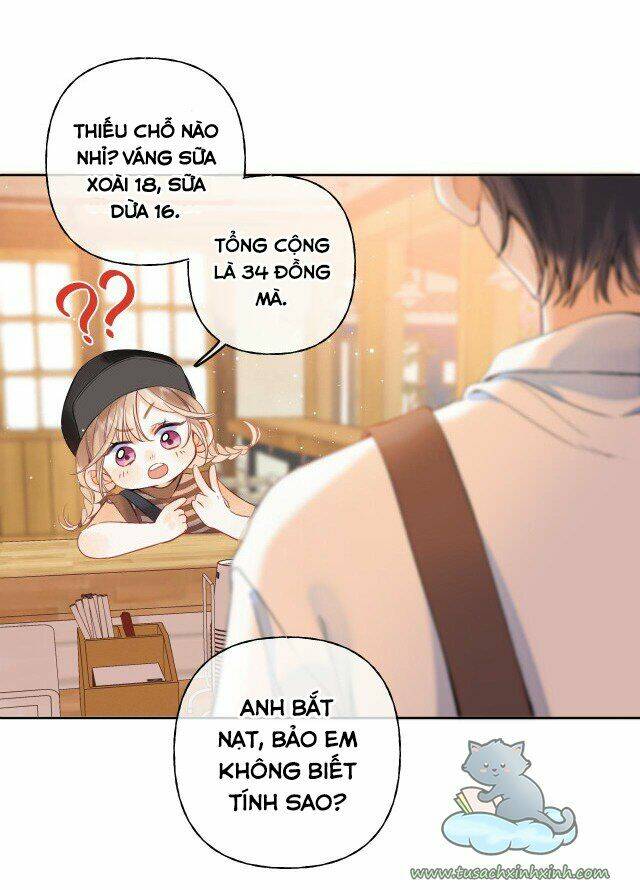 THIẾU CHỖ NÀO
NHỈ? VÁNG SỮA
XOÀI 18, SỮA
DỪA 16.
TỔNG CỘNG
LÀ 34 ĐỒNG
MÀ.
??
ANH BẮT
NẠT, BẢO EM
KHÔNG BIẾT
TÍNH SAO?
www.tusachxinhxinh.com